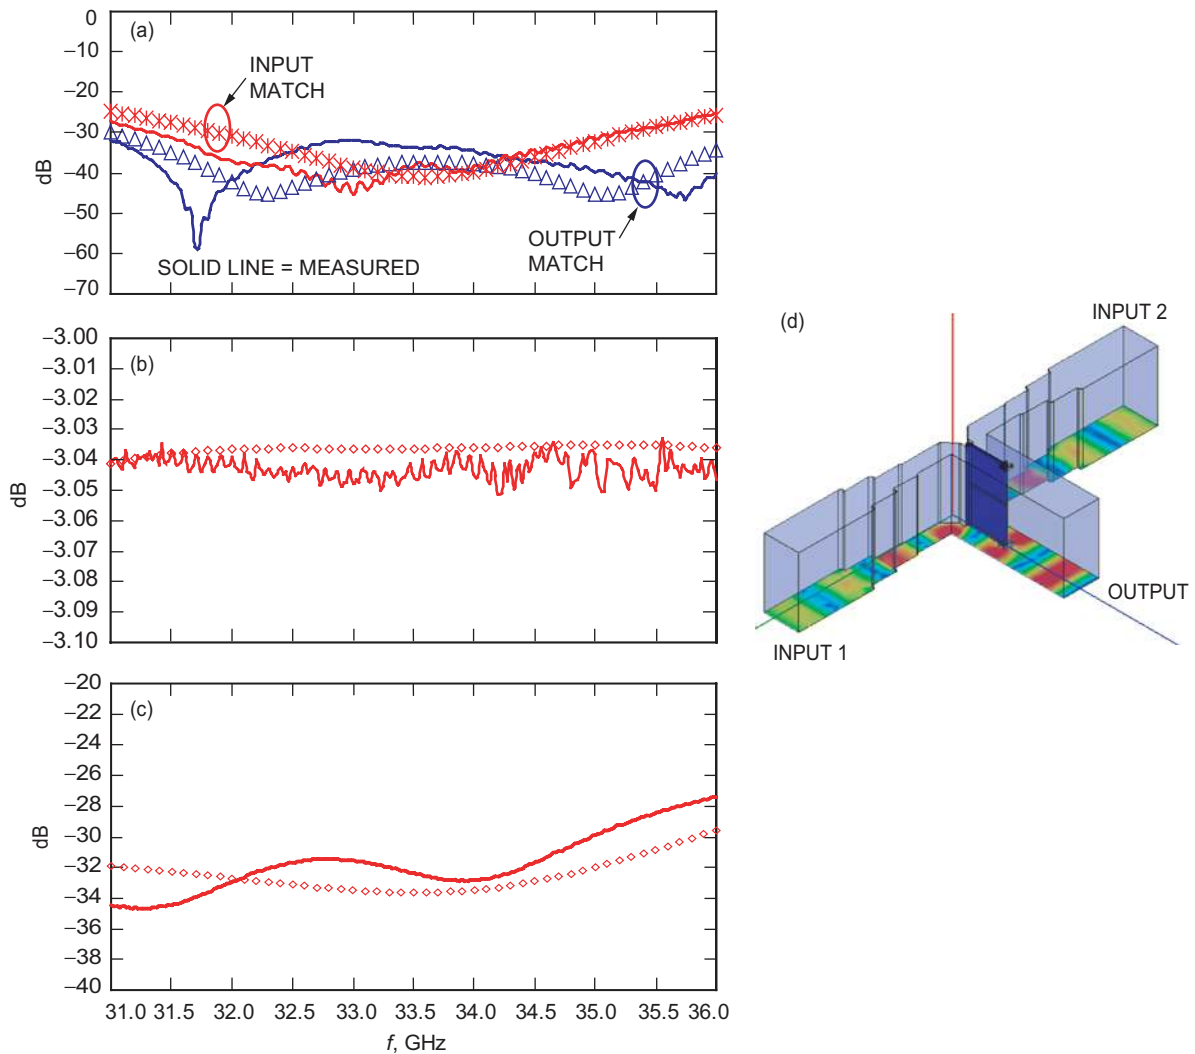 (a)
0
–10
–20
–30
–40
–50
–60
–70
dB
INPUT
MATCH
OUTPUT
MATCH
SOLID LINE = MEASURED
(b)
–3.00
–3.01
–3.02
–3.03
–3.04
–3.05
–3.06
–3.07
–3.08
–3.09
–3.10
dB
(c)
–20
–22
–24
–26
–28
–30
–32
–34
–36
–38
–40
dB
31.0 31.5 32.0 32.5 33.0 33.5 34.0 34.5 35.0 35.5 36.0
f, GHz
(d)
INPUT 2
OUTPUT
INPUT 1